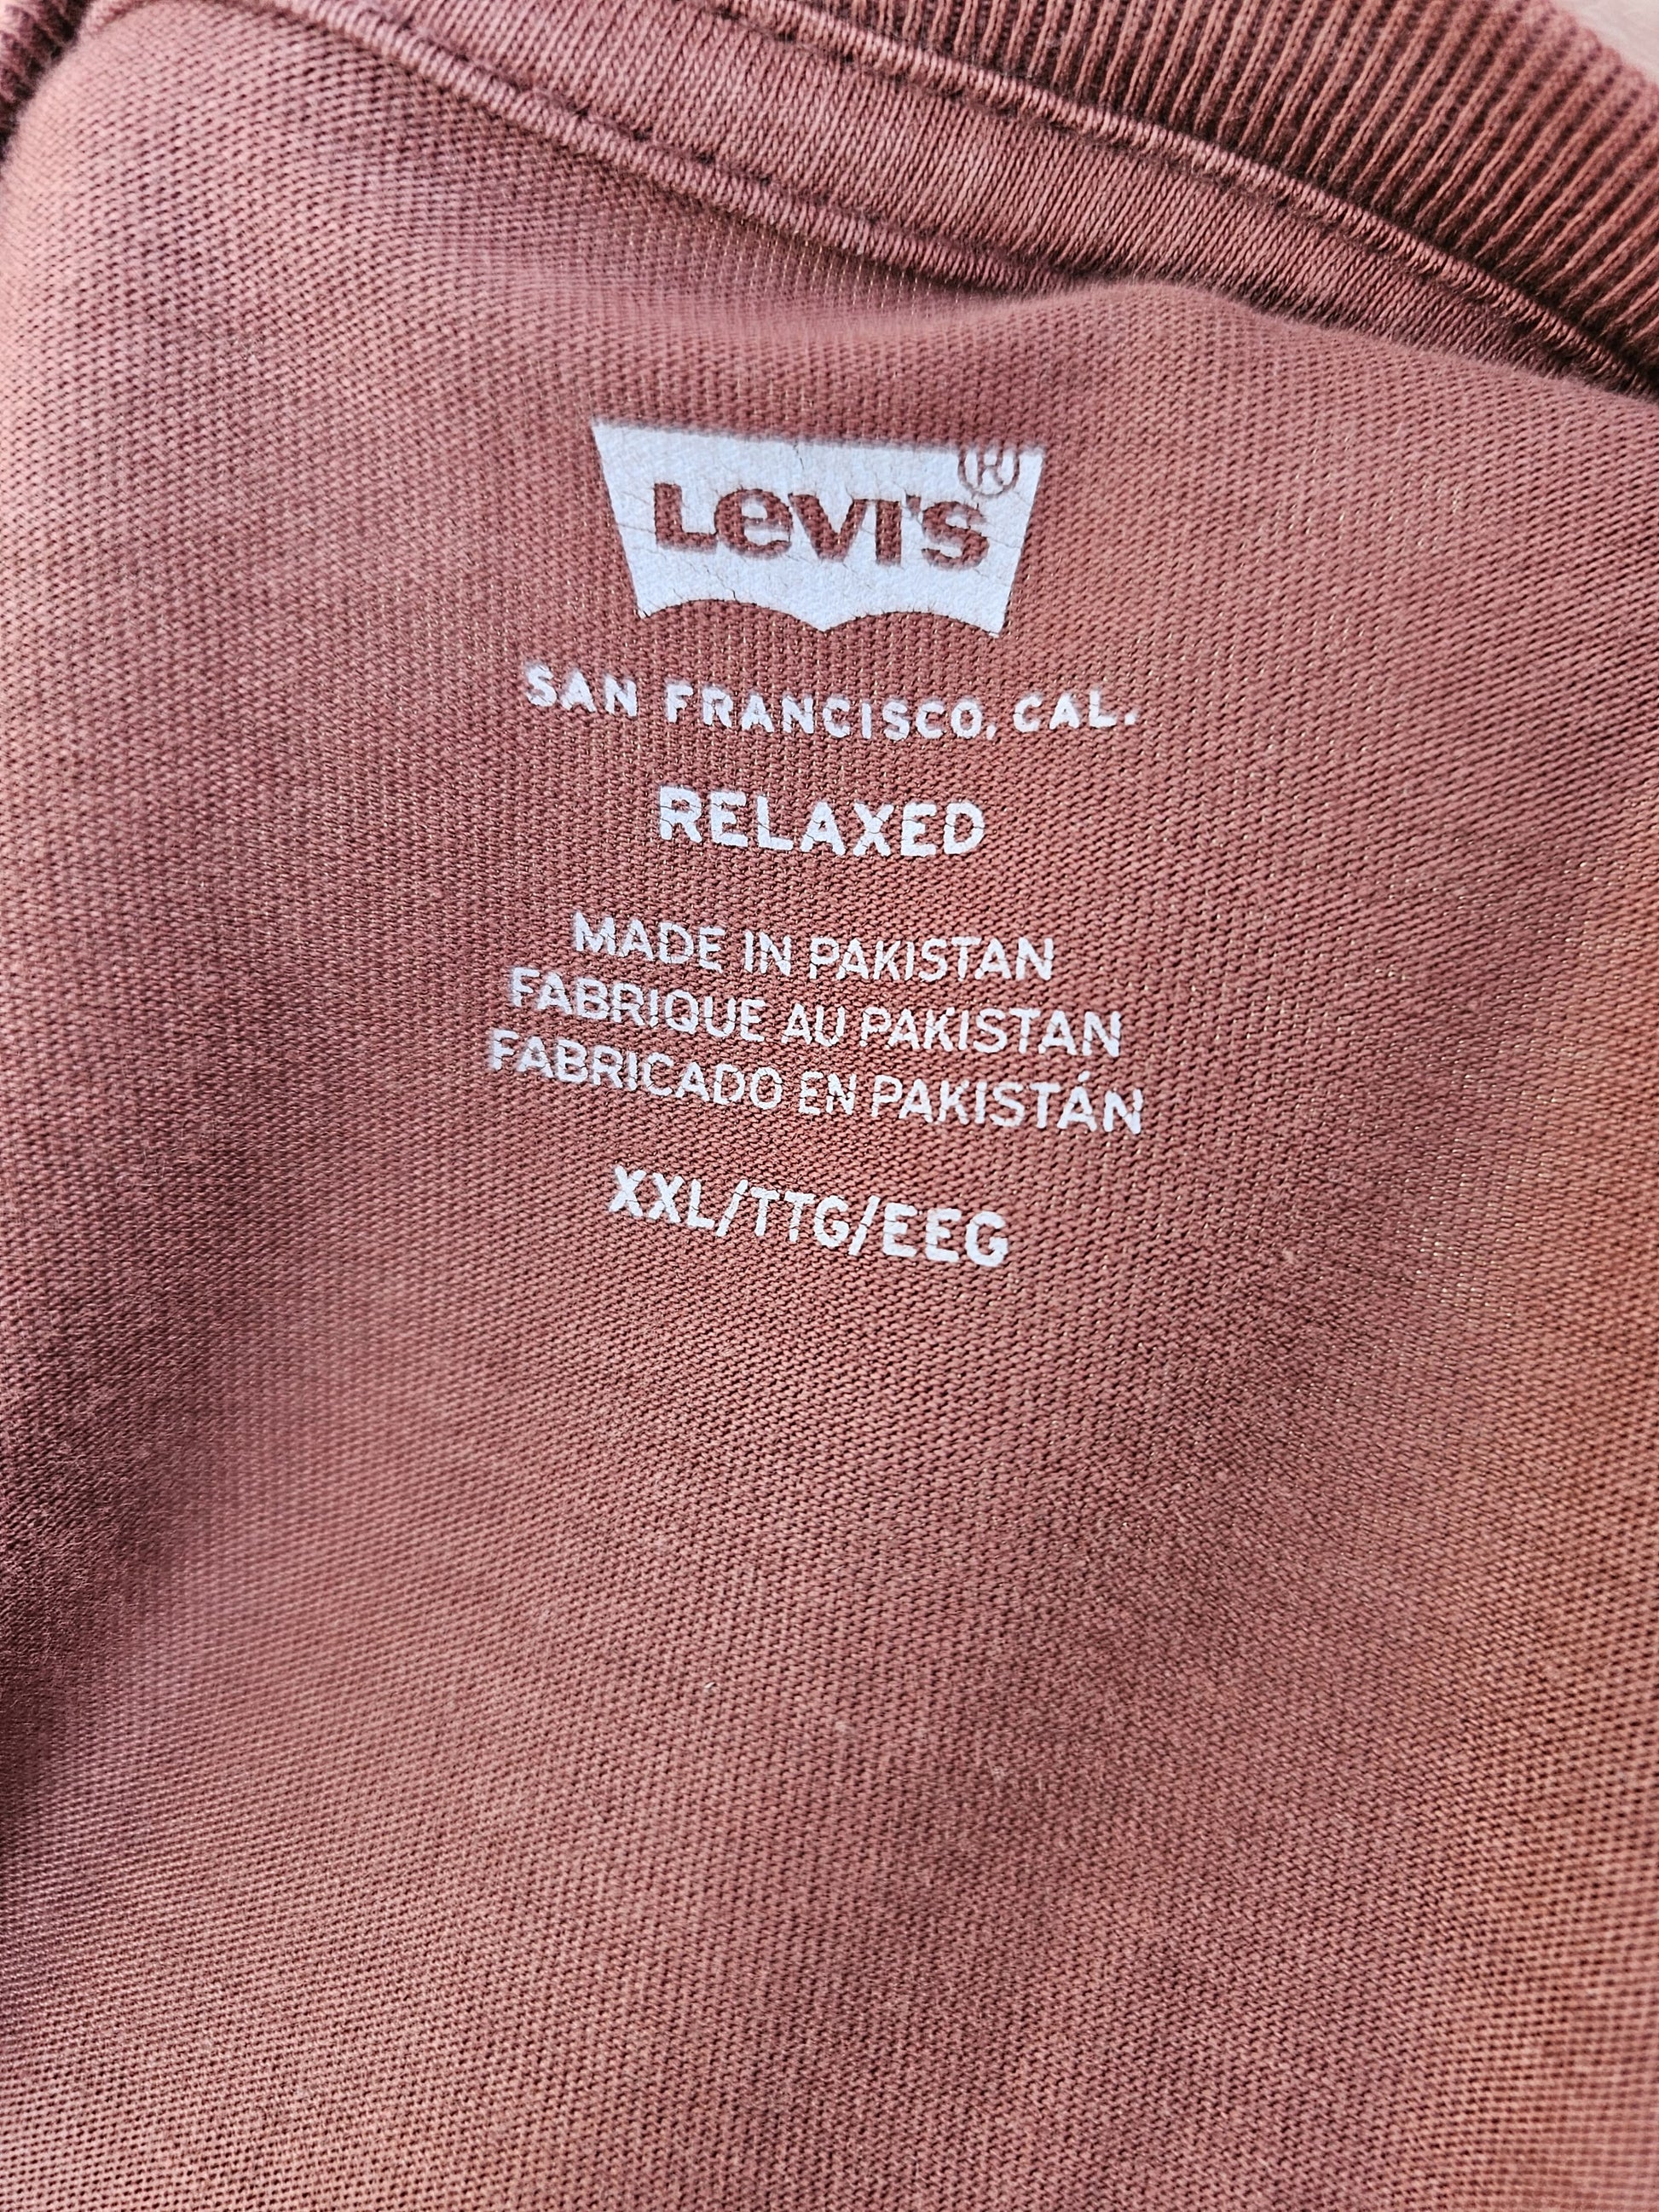 Levi's®
SAN FRANCISCO, CAL.
RELAXED
MADE IN PAKISTAN
FABRIQUE AU PAKISTAN
FABRICADO EN PAKISTÁN
XXL/TTG/EEG